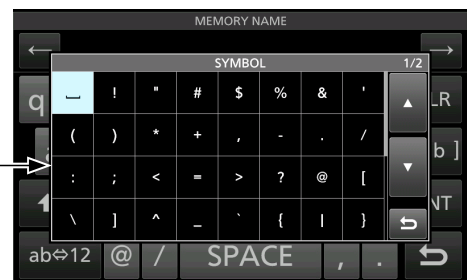 MEMORY NAME
← →
SYMBOL 1/2
⎵ ! " # $ % & '
( ) * + , - . /
: ; < = > ? @ [
\ ] ^ _ ` { | }
q LR
b ]
NT
ab⇔12 @ / SPACE , .